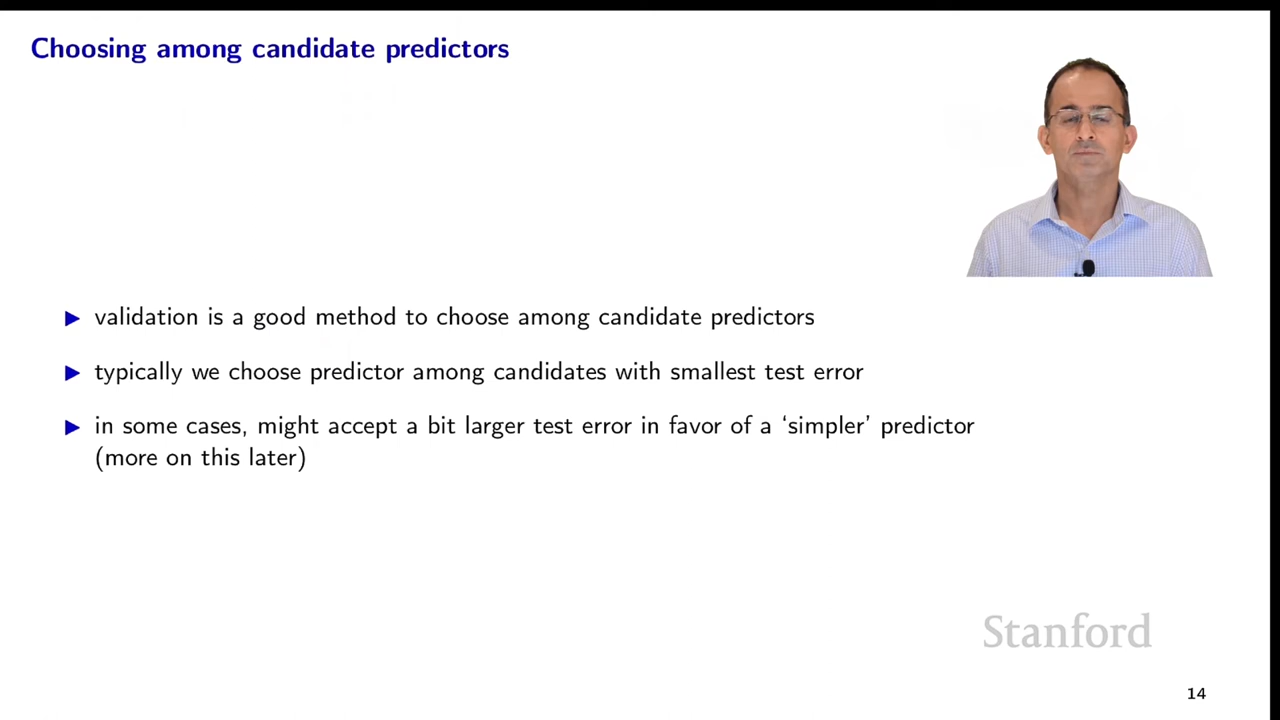 Choosing among candidate predictors
▶ validation is a good method to choose among candidate predictors
▶ typically we choose predictor among candidates with smallest test error
▶ in some cases, might accept a bit larger test error in favor of a ‘simpler’ predictor
(more on this later)
Stanford
14